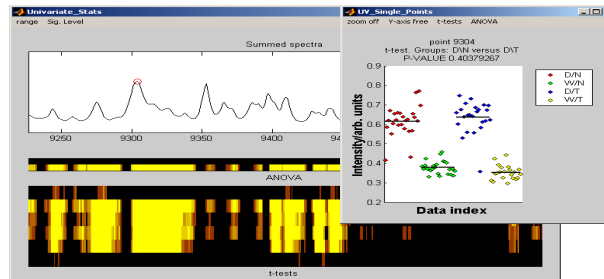 Univariate_Stats
range Sig. Level
Summed spectra
9250 9300 9350 9400
ANOVA
t-tests
UV_Single_Points
zoom off Y-axis free t-tests ANOVA
point 9304
t-test. Groups: D\N versus D\T
P-VALUE 0.40379267
Intensity/arb. units
0.9
0.8
0.7
0.6
0.5
0.4
0.3
0.2
Data index
D/N
W/N
D/T
W/T